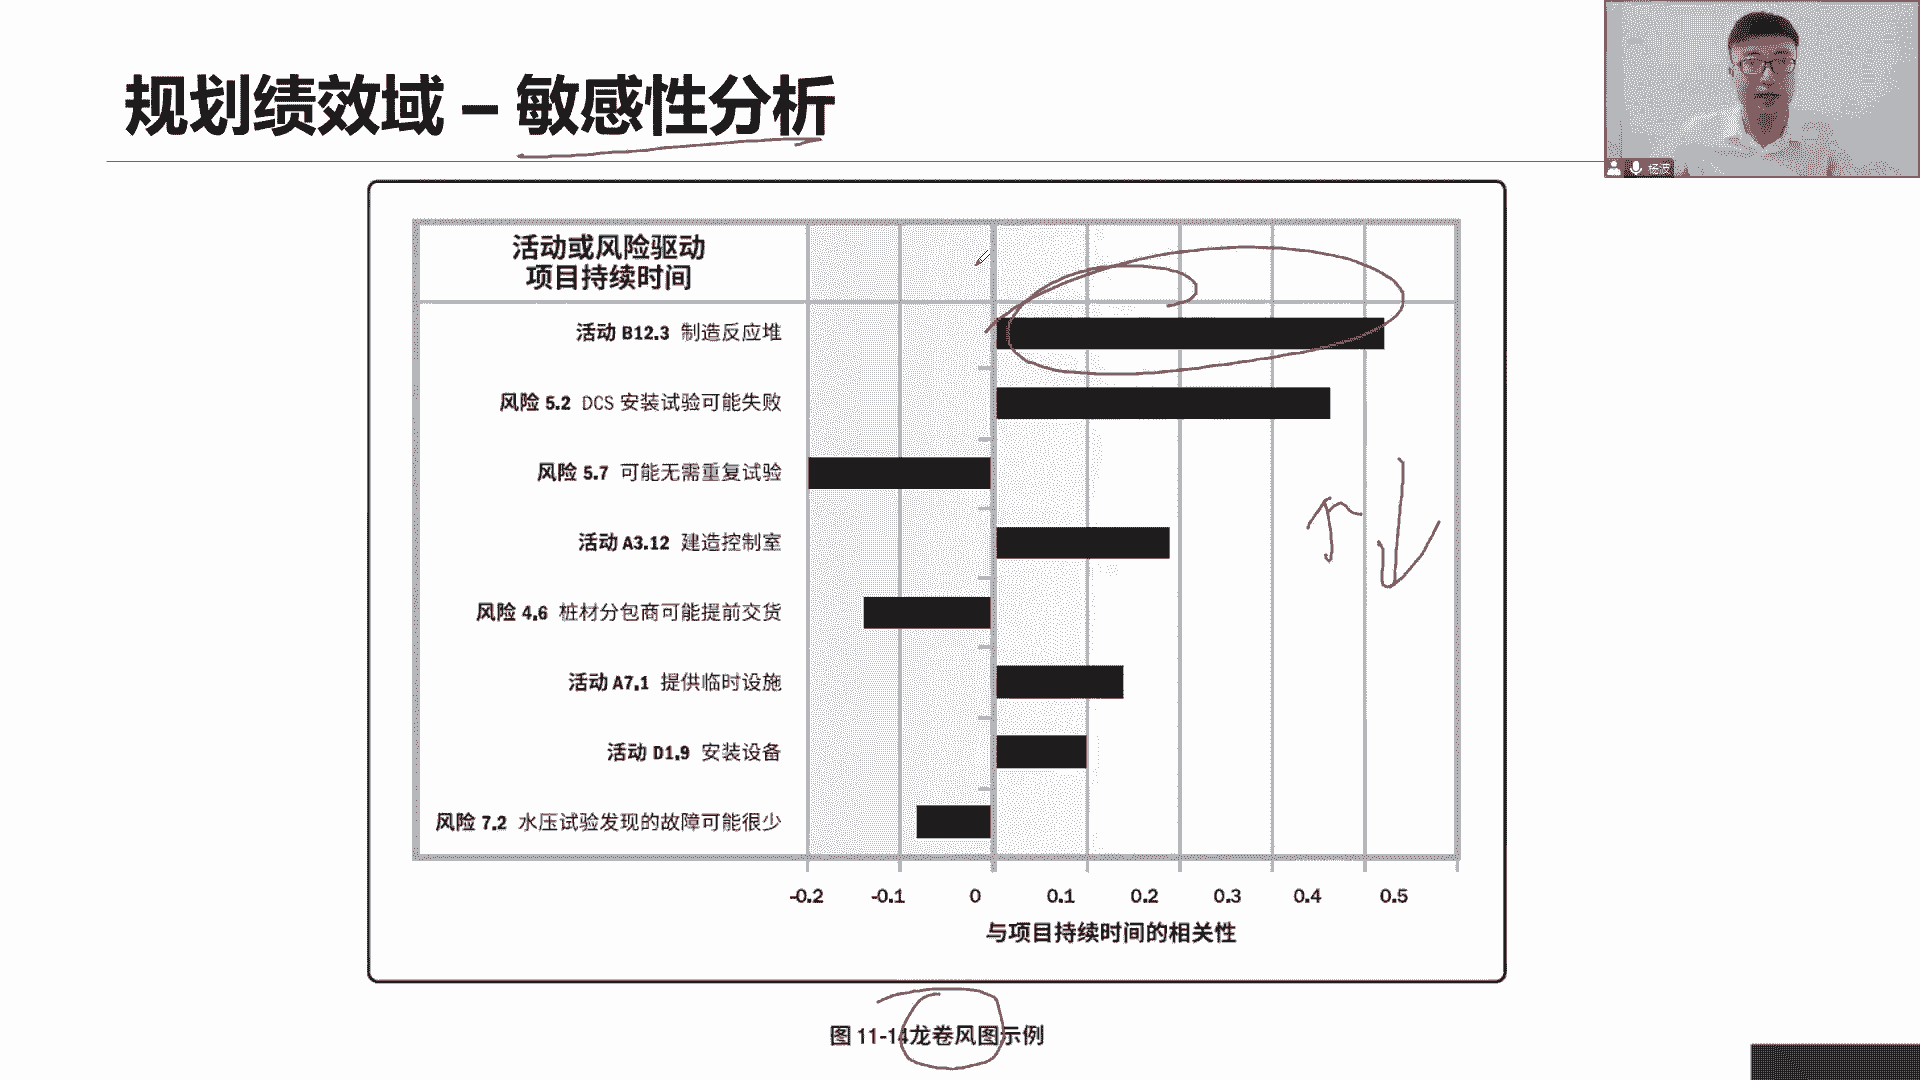 规划绩效域 – 敏感性分析
杨波
活动或风险驱动
项目持续时间
活动 B12.3 制造反应堆
风险 5.2 DCS 安装试验可能失败
风险 5.7 可能无需重复试验
活动 A3.12 建造控制室
风险 4.6 桩材分包商可能提前交货
活动 A7.1 提供临时设施
活动 D1.9 安装设备
风险 7.2 水压试验发现的故障可能很少
-0.2 -0.1 0 0.1 0.2 0.3 0.4 0.5
与项目持续时间的相关性
图 11-14龙卷风图示例